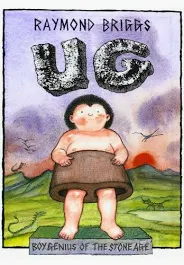 RAYMOND BRIGGS
UG
BOY GENIUS OF THE STONE AGE